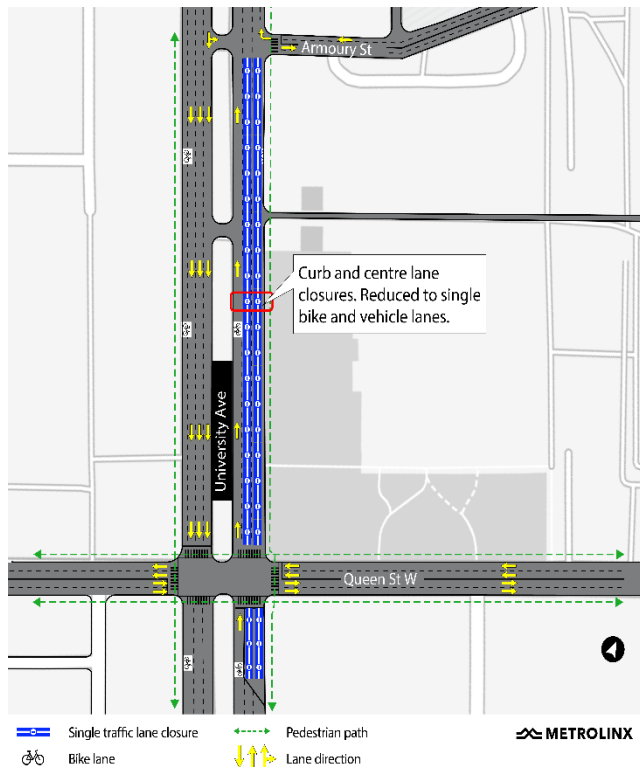 Armoury St
Curb and centre lane
closures. Reduced to single
bike and vehicle lanes.
University Ave
Queen St W
Single traffic lane closure
Pedestrian path
METROLINX
Bike lane
Lane direction